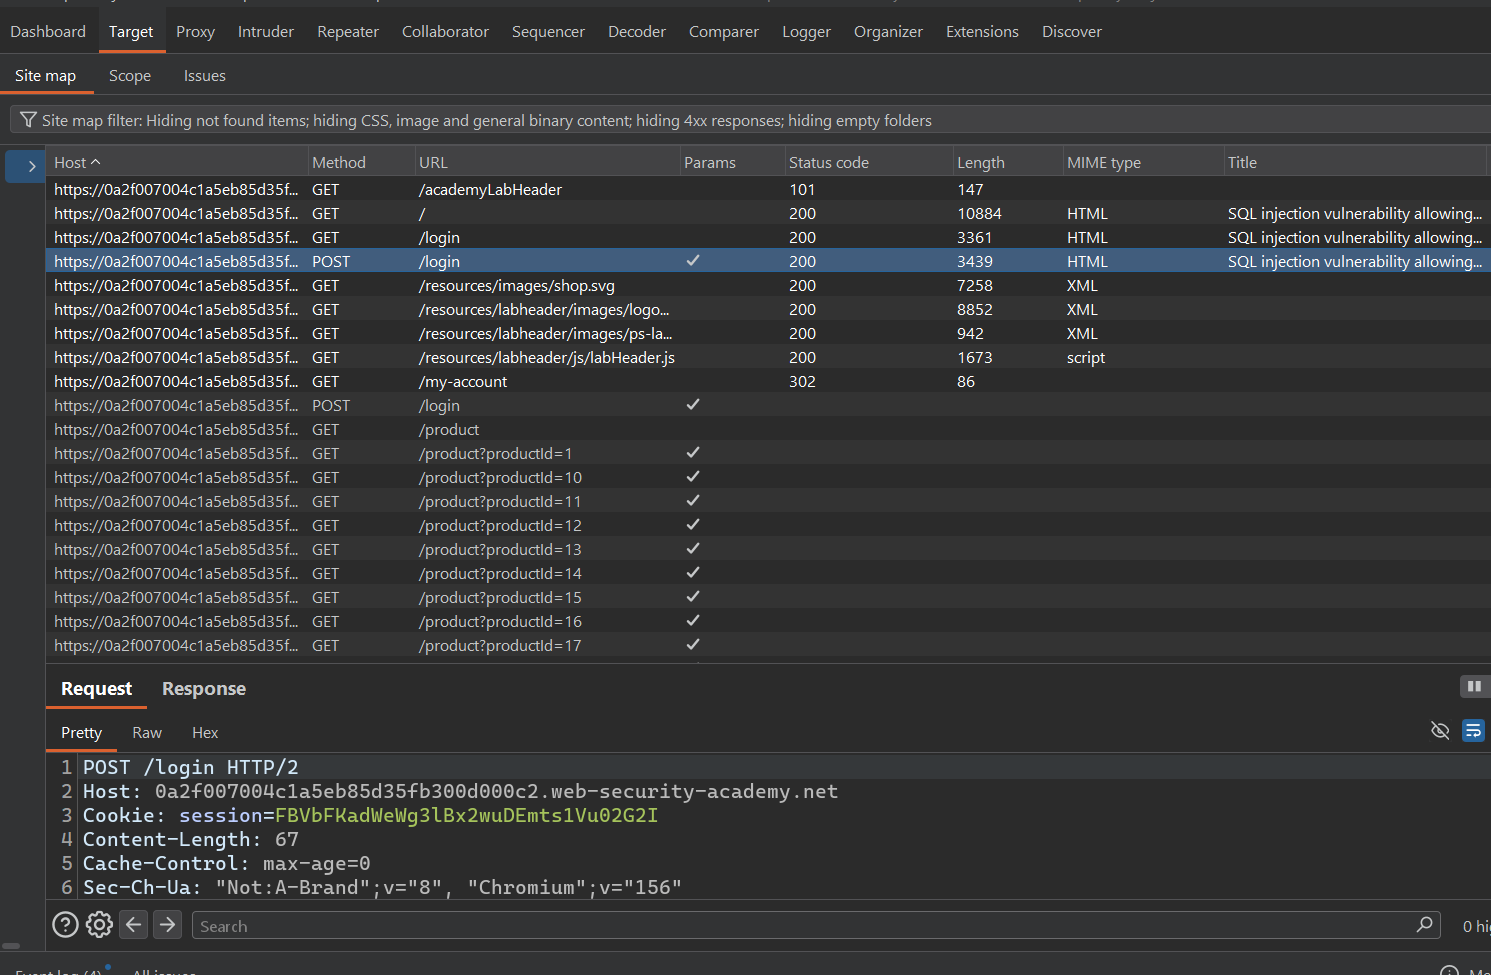 Dashboard Target Proxy Intruder Repeater Collaborator Sequencer Decoder Comparer Logger Organizer Extensions Discover
Site map Scope Issues
Site map filter: Hiding not found items; hiding CSS, image and general binary content; hiding 4xx responses; hiding empty folders
Host Method URL Params Status code Length MIME type Title
https://0a2f007004c1a5eb85d35f... GET /academyLabHeader 101 147
https://0a2f007004c1a5eb85d35f... GET / 200 10884 HTML SQL injection vulnerability allowing...
https://0a2f007004c1a5eb85d35f... GET /login 200 3361 HTML SQL injection vulnerability allowing...
https://0a2f007004c1a5eb85d35f... POST /login ✓ 200 3439 HTML SQL injection vulnerability allowing...
https://0a2f007004c1a5eb85d35f... GET /resources/images/shop.svg 200 7258 XML
https://0a2f007004c1a5eb85d35f... GET /resources/labheader/images/logo... 200 8852 XML
https://0a2f007004c1a5eb85d35f... GET /resources/labheader/images/ps-la... 200 942 XML
https://0a2f007004c1a5eb85d35f... GET /resources/labheader/js/labHeader.js 200 1673 script
https://0a2f007004c1a5eb85d35f... GET /my-account 302 86
https://0a2f007004c1a5eb85d35f... POST /login ✓
https://0a2f007004c1a5eb85d35f... GET /product
https://0a2f007004c1a5eb85d35f... GET /product?productId=1 ✓
https://0a2f007004c1a5eb85d35f... GET /product?productId=10 ✓
https://0a2f007004c1a5eb85d35f... GET /product?productId=11 ✓
https://0a2f007004c1a5eb85d35f... GET /product?productId=12 ✓
https://0a2f007004c1a5eb85d35f... GET /product?productId=13 ✓
https://0a2f007004c1a5eb85d35f... GET /product?productId=14 ✓
https://0a2f007004c1a5eb85d35f... GET /product?productId=15 ✓
https://0a2f007004c1a5eb85d35f... GET /product?productId=16 ✓
https://0a2f007004c1a5eb85d35f... GET /product?productId=17 ✓
Request Response
Pretty Raw Hex
1 POST /login HTTP/2
2 Host: 0a2f007004c1a5eb85d35fb300d000c2.web-security-academy.net
3 Cookie: session=FBVbFKadWeWg3lBx2wuDEmts1Vu02G2I
4 Content-Length: 67
5 Cache-Control: max-age=0
6 Sec-Ch-Ua: "Not:A-Brand";v="8", "Chromium";v="156"
Search 0 hi
Event log (4) All issues